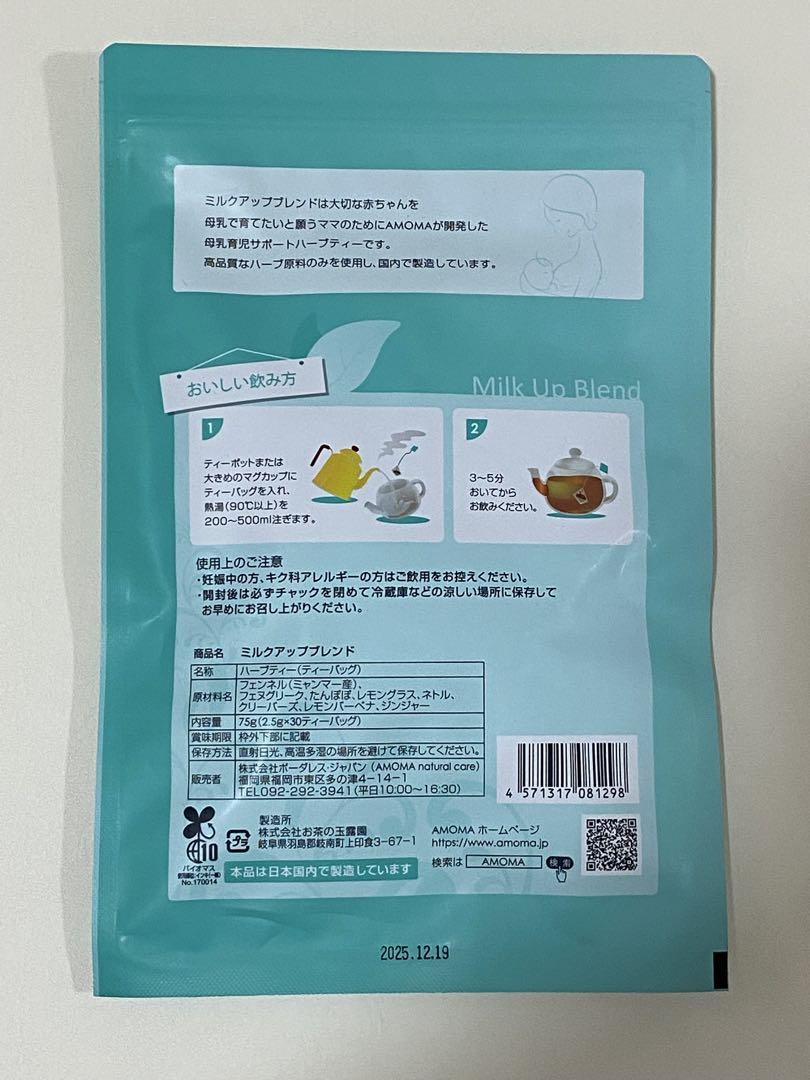 ミルクアップブレンドは大切な赤ちゃんを
母乳で育てたいと願うママのためにAMOMAが開発した
母乳育児サポートハーブティーです。
高品質なハーブ原料のみを使用し、国内で製造しています。
おいしい飲み方
Milk Up Blend
1
ティーポットまたは
大きめのマグカップに
ティーバッグを入れ、
熱湯(90℃以上)を
200～500ml注ぎます。
2
3～5分
おいてから
お飲みください。
使用上のご注意
・妊娠中の方、キク科アレルギーの方はご飲用をお控えください。
・開封後は必ずチャックを閉めて冷蔵庫などの涼しい場所に保存して
お早めにお召し上がりください。
商品名 ミルクアップブレンド
名称 ハーブティー(ティーバッグ)
原材料名 フェンネル(ミャンマー産)、
フェヌグリーク、たんぽぽ、レモングラス、ネトル、
クリーバーズ、レモンバーベナ、ジンジャー
内容量 75g(2.5g×30ティーバッグ)
賞味期限 枠外下部に記載
保存方法 直射日光、高温多湿の場所を避けて保存してください。
販売者 株式会社ボーダレス・ジャパン(AMOMA natural care)
福岡県福岡市東区多の津4－14－1
TEL092-292-3941(平日10:00～16:30)
4 571317 081298
10
バイオマス
No.170014
プラ
製造所
株式会社お茶の玉露園
岐阜県羽島郡岐南町上印食3－67－1
本品は日本国内で製造しています
AMOMA ホームページ
https://www.amoma.jp
検索は AMOMA 検索
2025.12.19